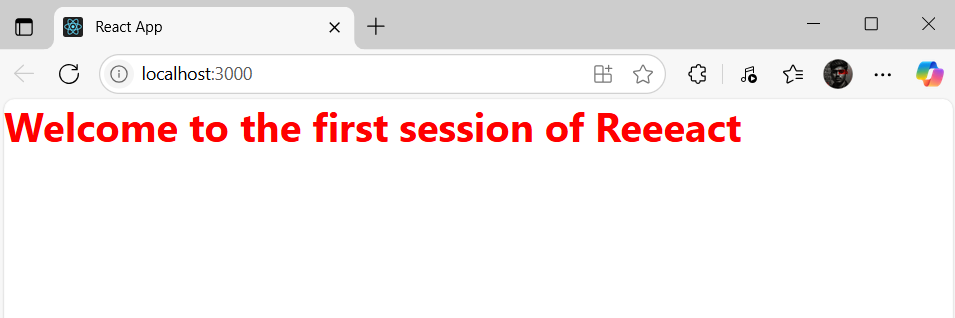 React App
localhost:3000
Welcome to the first session of Reeeact